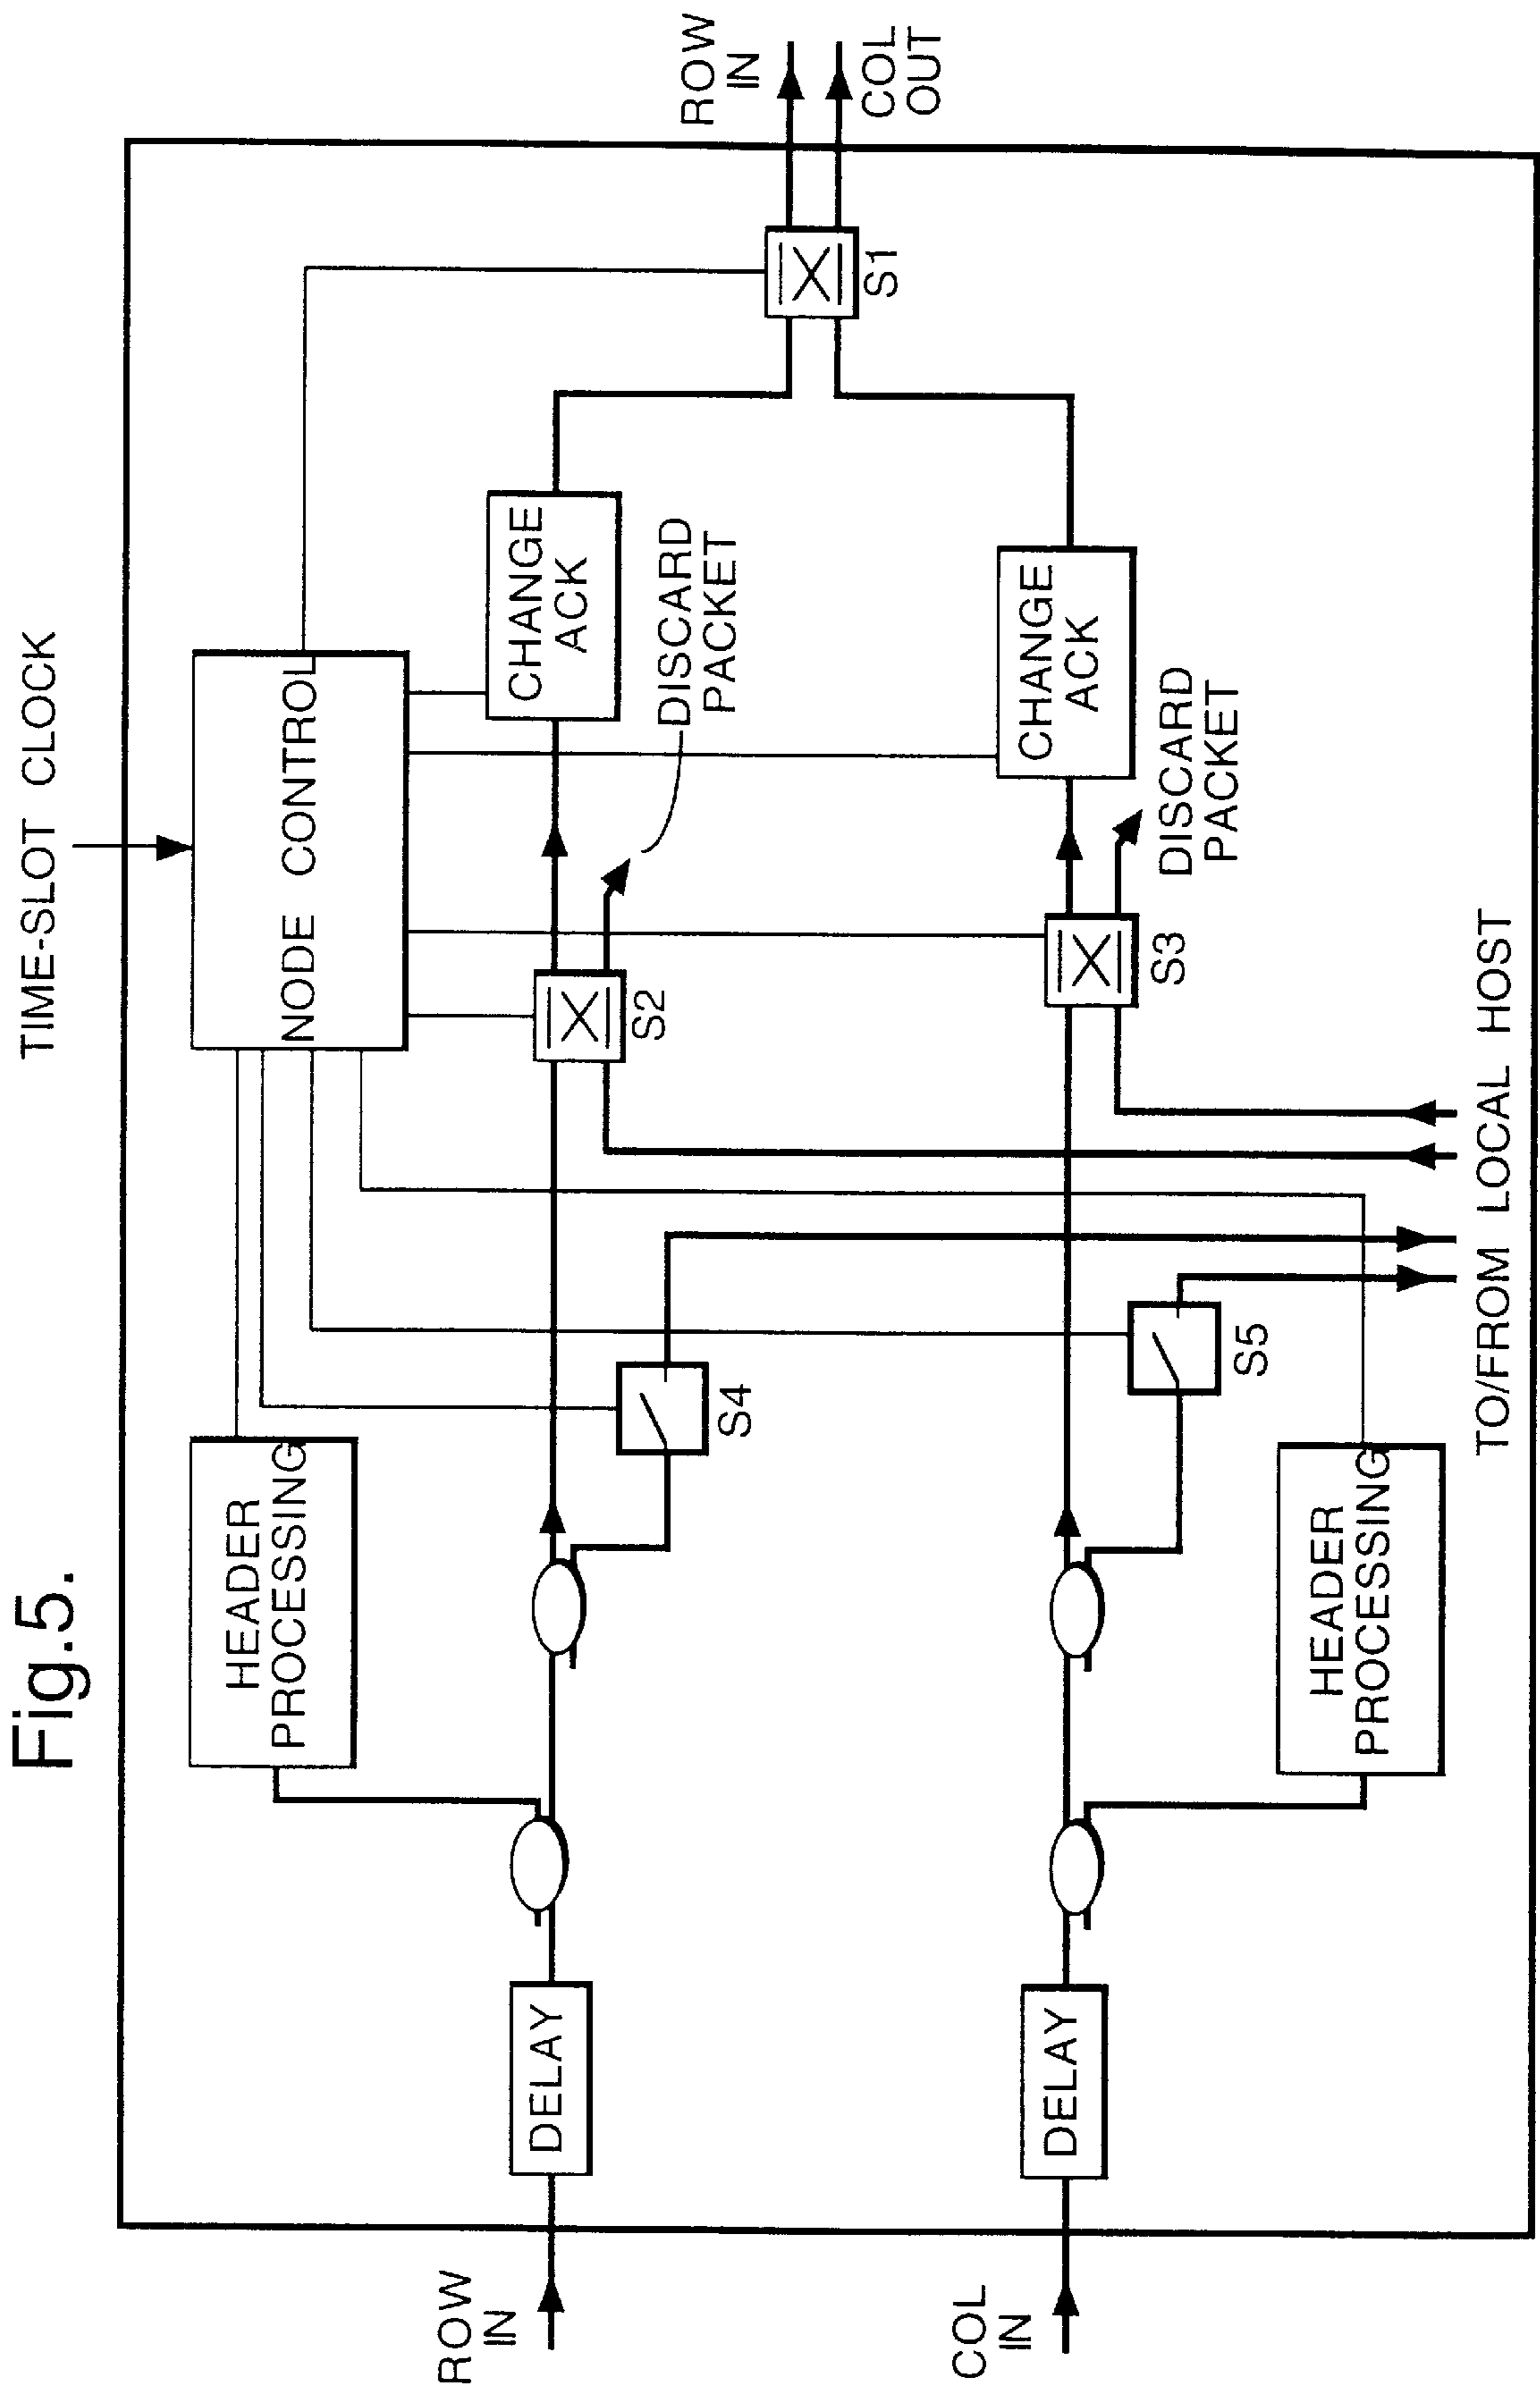 Fig.5.
TIME-SLOT CLOCK
HEADER
PROCESSING
NODE CONTROL
ROW
IN
DELAY
S4
S2
CHANGE
ACK
DISCARD
PACKET
S1
ROW
IN
COL
OUT
COL
IN
DELAY
S5
S3
CHANGE
ACK
DISCARD
PACKET
HEADER
PROCESSING
TO/FROM LOCAL HOST